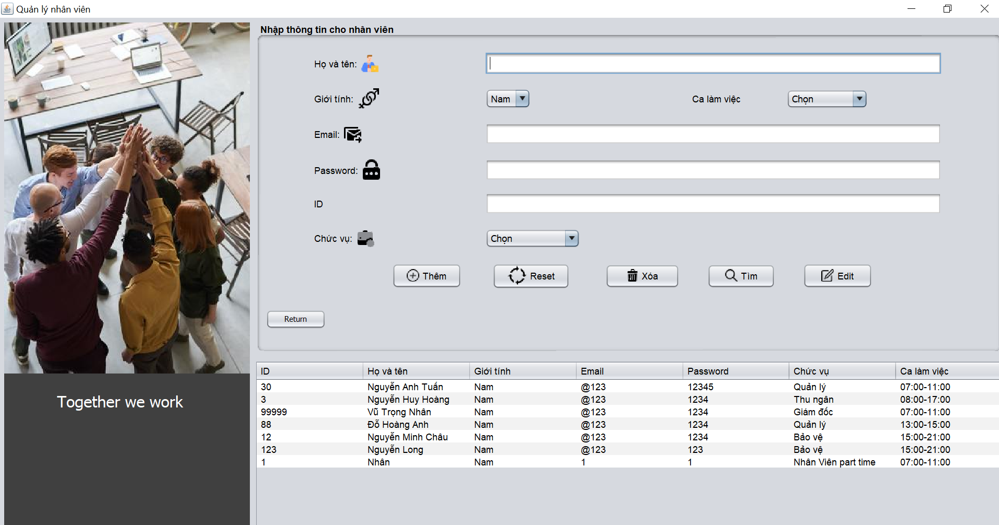 Quản lý nhân viên
Nhập thông tin cho nhân viên
Họ và tên:
Giới tính: Nam Ca làm việc Chọn
Email:
Password:
ID
Chức vụ: Chọn
Thêm Reset Xóa Tìm Edit
Return
Together we work
ID Họ và tên Giới tính Email Password Chức vụ Ca làm việc
30 Nguyễn Anh Tuấn Nam @123 12345 Quản lý 07:00-11:00
3 Nguyễn Huy Hoàng Nam @123 1234 Thu ngân 08:00-17:00
99999 Vũ Trọng Nhân Nam @123 1234 Giám đốc 07:00-11:00
88 Đỗ Hoàng Anh Nam @123 1234 Quản lý 13:00-15:00
12 Nguyễn Minh Châu Nam @123 1234 Bảo vệ 15:00-21:00
123 Nguyễn Long Nam @123 123 Bảo vệ 15:00-21:00
1 Nhân Nam 1 1 Nhân Viên part time 07:00-11:00